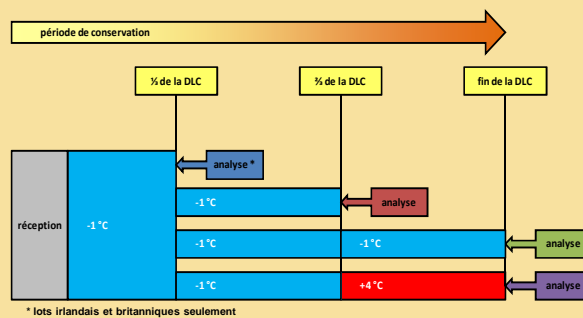 période de conservation
⅓ de la DLC
⅔ de la DLC
fin de la DLC
analyse *
-1 °C
analyse
réception
-1 °C
-1 °C
-1 °C
analyse
-1 °C
+4 °C
analyse
* lots irlandais et britanniques seulement